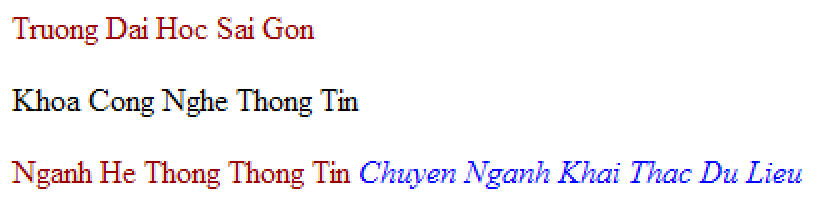 Truong Dai Hoc Sai Gon
Khoa Cong Nghe Thong Tin
Nganh He Thong Thong Tin Chuyen Nganh Khai Thac Du Lieu